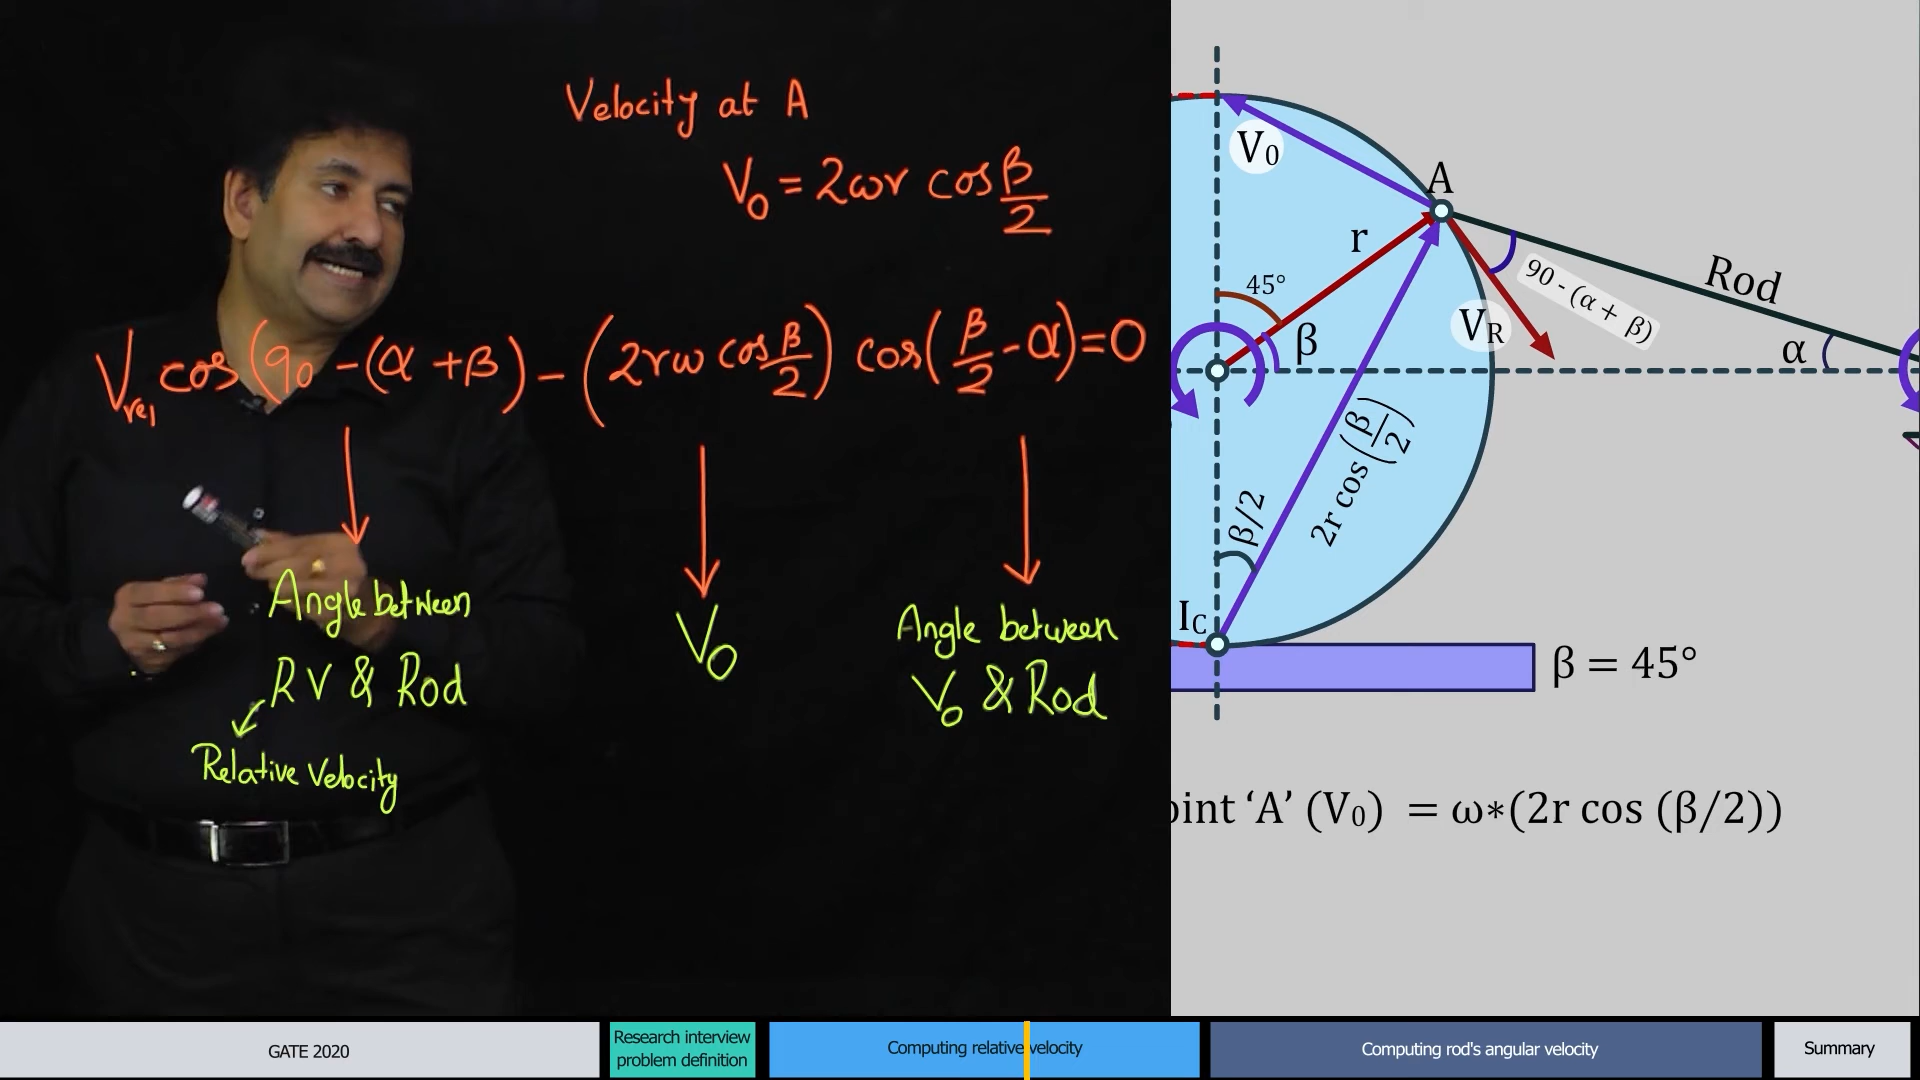 Velocity at A
V0 = 2ωr cos β/2
Vrel cos(90 - (α + β) - (2rω cos β/2) cos(β/2 - α) = 0
Angle between
RV & Rod
Relative Velocity
V0
Angle between
V0 & Rod
V0
A
r
45°
β
VR
90 - (α + β)
Rod
α
2r cos (β/2)
β/2
IC
β = 45°
oint ‘A’ (V0) = ω*(2r cos (β/2))
GATE 2020
Research interview
problem definition
Computing relative velocity
Computing rod's angular velocity
Summary